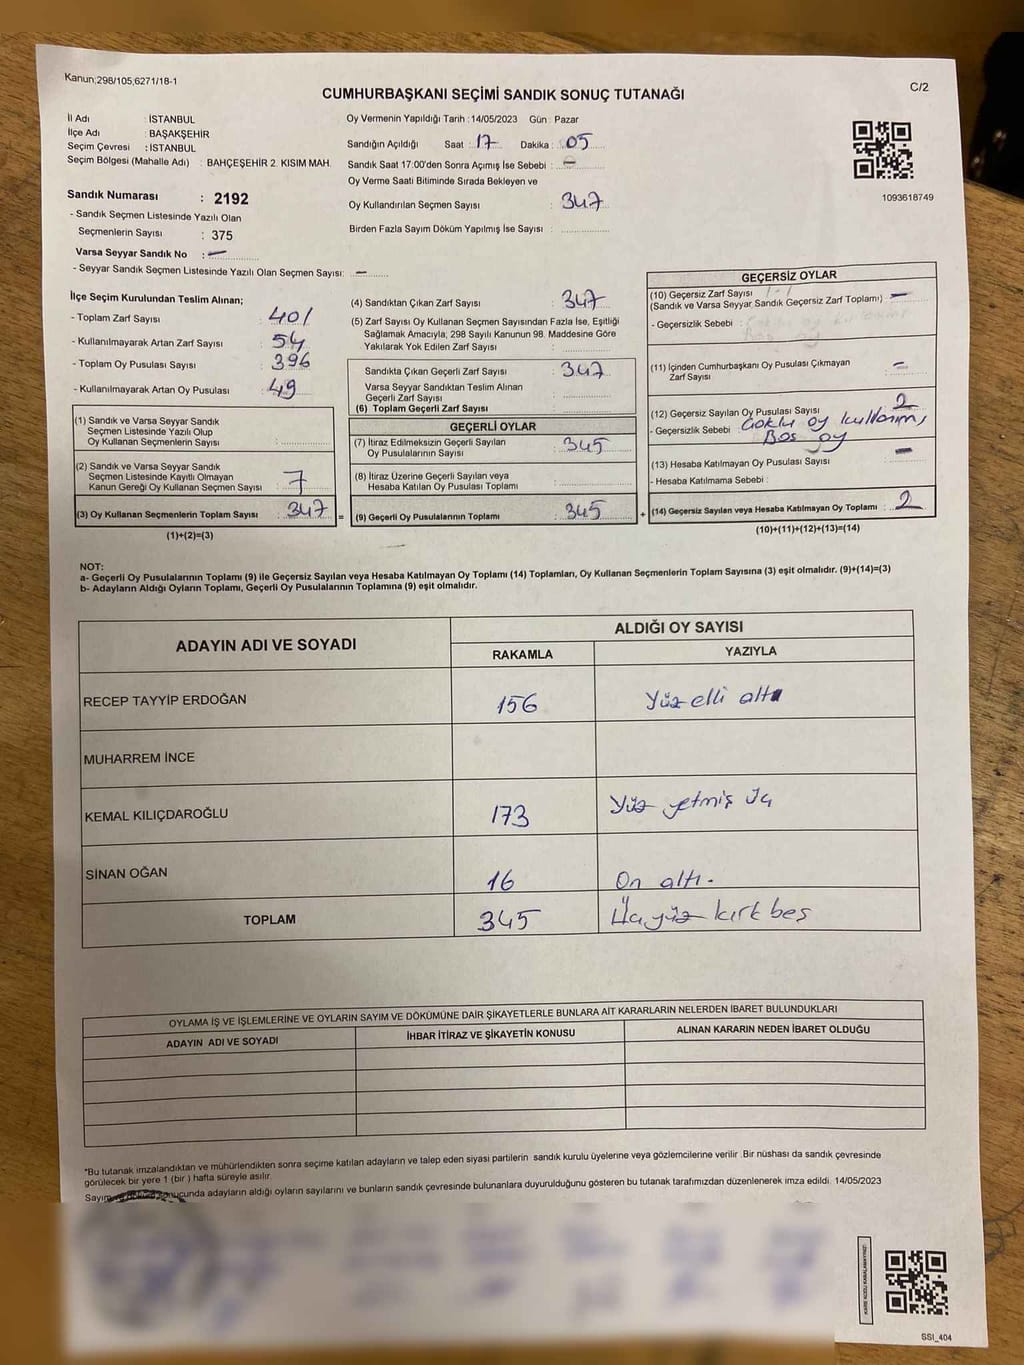 Kanun;298/105,6271/18-1
C/2
CUMHURBAŞKANI SEÇİMİ SANDIK SONUÇ TUTANAĞI
İl Adı : İSTANBUL
İlçe Adı : BAŞAKŞEHİR
Seçim Çevresi : İSTANBUL
Seçim Bölgesi (Mahalle Adı) : BAHÇEŞEHİR 2. KISIM MAH.
Sandık Numarası : 2192
- Sandık Seçmen Listesinde Yazılı Olan
Seçmenlerin Sayısı : 375
Varsa Seyyar Sandık No : —
- Seyyar Sandık Seçmen Listesinde Yazılı Olan Seçmen Sayısı: —
Oy Vermenin Yapıldığı Tarih :14/05/2023 Gün : Pazar
Sandığın Açıldığı Saat : 17 Dakika : 05
Sandık Saat 17:00'den Sonra Açımış İse Sebebi : —
Oy Verme Saati Bitiminde Sırada Bekleyen ve
Oy Kullandırılan Seçmen Sayısı : 347
Birden Fazla Sayım Döküm Yapılmış İse Sayısı :
1093618749
İlçe Seçim Kurulundan Teslim Alınan;
- Toplam Zarf Sayısı : 401
- Kullanılmayarak Artan Zarf Sayısı : 54
- Toplam Oy Pusulası Sayısı : 396
- Kullanılmayarak Artan Oy Pusulası : 49
(1) Sandık ve Varsa Seyyar Sandık
Seçmen Listesinde Yazılı Olup
Oy Kullanan Seçmenlerin Sayısı :
(2) Sandık ve Varsa Seyyar Sandık
Seçmen Listesinde Kayıtlı Olmayan
Kanun Gereği Oy Kullanan Seçmen Sayısı : 7
(3) Oy Kullanan Seçmenlerin Toplam Sayısı : 347 =
(1)+(2)=(3)
(4) Sandıktan Çıkan Zarf Sayısı : 347
(5) Zarf Sayısı Oy Kullanan Seçmen Sayısından Fazla İse, Eşitliği
Sağlamak Amacıyla, 298 Sayılı Kanunun 98. Maddesine Göre
Yakılarak Yok Edilen Zarf Sayısı :
Sandıkta Çıkan Geçerli Zarf Sayısı : 347
Varsa Seyyar Sandıktan Teslim Alınan
Geçerli Zarf Sayısı :
(6) Toplam Geçerli Zarf Sayısı :
GEÇERLİ OYLAR
(7) İtiraz Edilmeksizin Geçerli Sayılan
Oy Pusulalarının Sayısı : 345
(8) İtiraz Üzerine Geçerli Sayılan veya
Hesaba Katılan Oy Pusulası Toplamı :
(9) Geçerli Oy Pusulalarının Toplamı : 345 +
GEÇERSİZ OYLAR
(10) Geçersiz Zarf Sayısı
(Sandık ve Varsa Seyyar Sandık Geçersiz Zarf Toplamı) : —
- Geçersizlik Sebebi :
(11) İçinden Cumhurbaşkanı Oy Pusulası Çıkmayan
Zarf Sayısı : —
(12) Geçersiz Sayılan Oy Pusulası Sayısı : 2
- Geçersizlik Sebebi : Çoklu oy kullanımı,
Boş oy
(13) Hesaba Katılmayan Oy Pusulası Sayısı : —
- Hesaba Katılmama Sebebi :
(14) Geçersiz Sayılan veya Hesaba Katılmayan Oy Toplamı : 2
(10)+(11)+(12)+(13)=(14)
NOT:
a- Geçerli Oy Pusulalarının Toplamı (9) ile Geçersiz Sayılan veya Hesaba Katılmayan Oy Toplamı (14) Toplamları, Oy Kullanan Seçmenlerin Toplam Sayısına (3) eşit olmalıdır. (9)+(14)=(3)
b- Adayların Aldığı Oyların Toplamı, Geçerli Oy Pusulalarının Toplamına (9) eşit olmalıdır.
ADAYIN ADI VE SOYADI
ALDIĞI OY SAYISI
RAKAMLA YAZIYLA
RECEP TAYYİP ERDOĞAN 156 Yüz elli altı
MUHARREM İNCE
KEMAL KILIÇDAROĞLU 173 Yüz yetmiş üç
SİNAN OĞAN 16 On altı.
TOPLAM 345 Üçyüz kırk beş
OYLAMA İŞ VE İŞLEMLERİNE VE OYLARIN SAYIM VE DÖKÜMÜNE DAİR ŞİKAYETLERLE BUNLARA AİT KARARLARIN NELERDEN İBARET BULUNDUKLARI
ADAYIN ADI VE SOYADI İHBAR İTİRAZ VE ŞİKAYETİN KONUSU ALINAN KARARIN NEDEN İBARET OLDUĞU
*Bu tutanak imzalandıktan ve mühürlendikten sonra seçime katılan adayların ve talep eden siyasi partilerin sandık kurulu üyelerine veya gözlemcilerine verilir .Bir nüshası da sandık çevresinde
görülecek bir yere 1 (bir ) hafta süreyle asılır.
sonucunda adayların aldığı oyların sayılarını ve bunların sandık çevresinde bulunanlara duyurulduğunu gösteren bu tutanak tarafımızdan düzenlenerek imza edildi. 14/05/2023
SSI_404